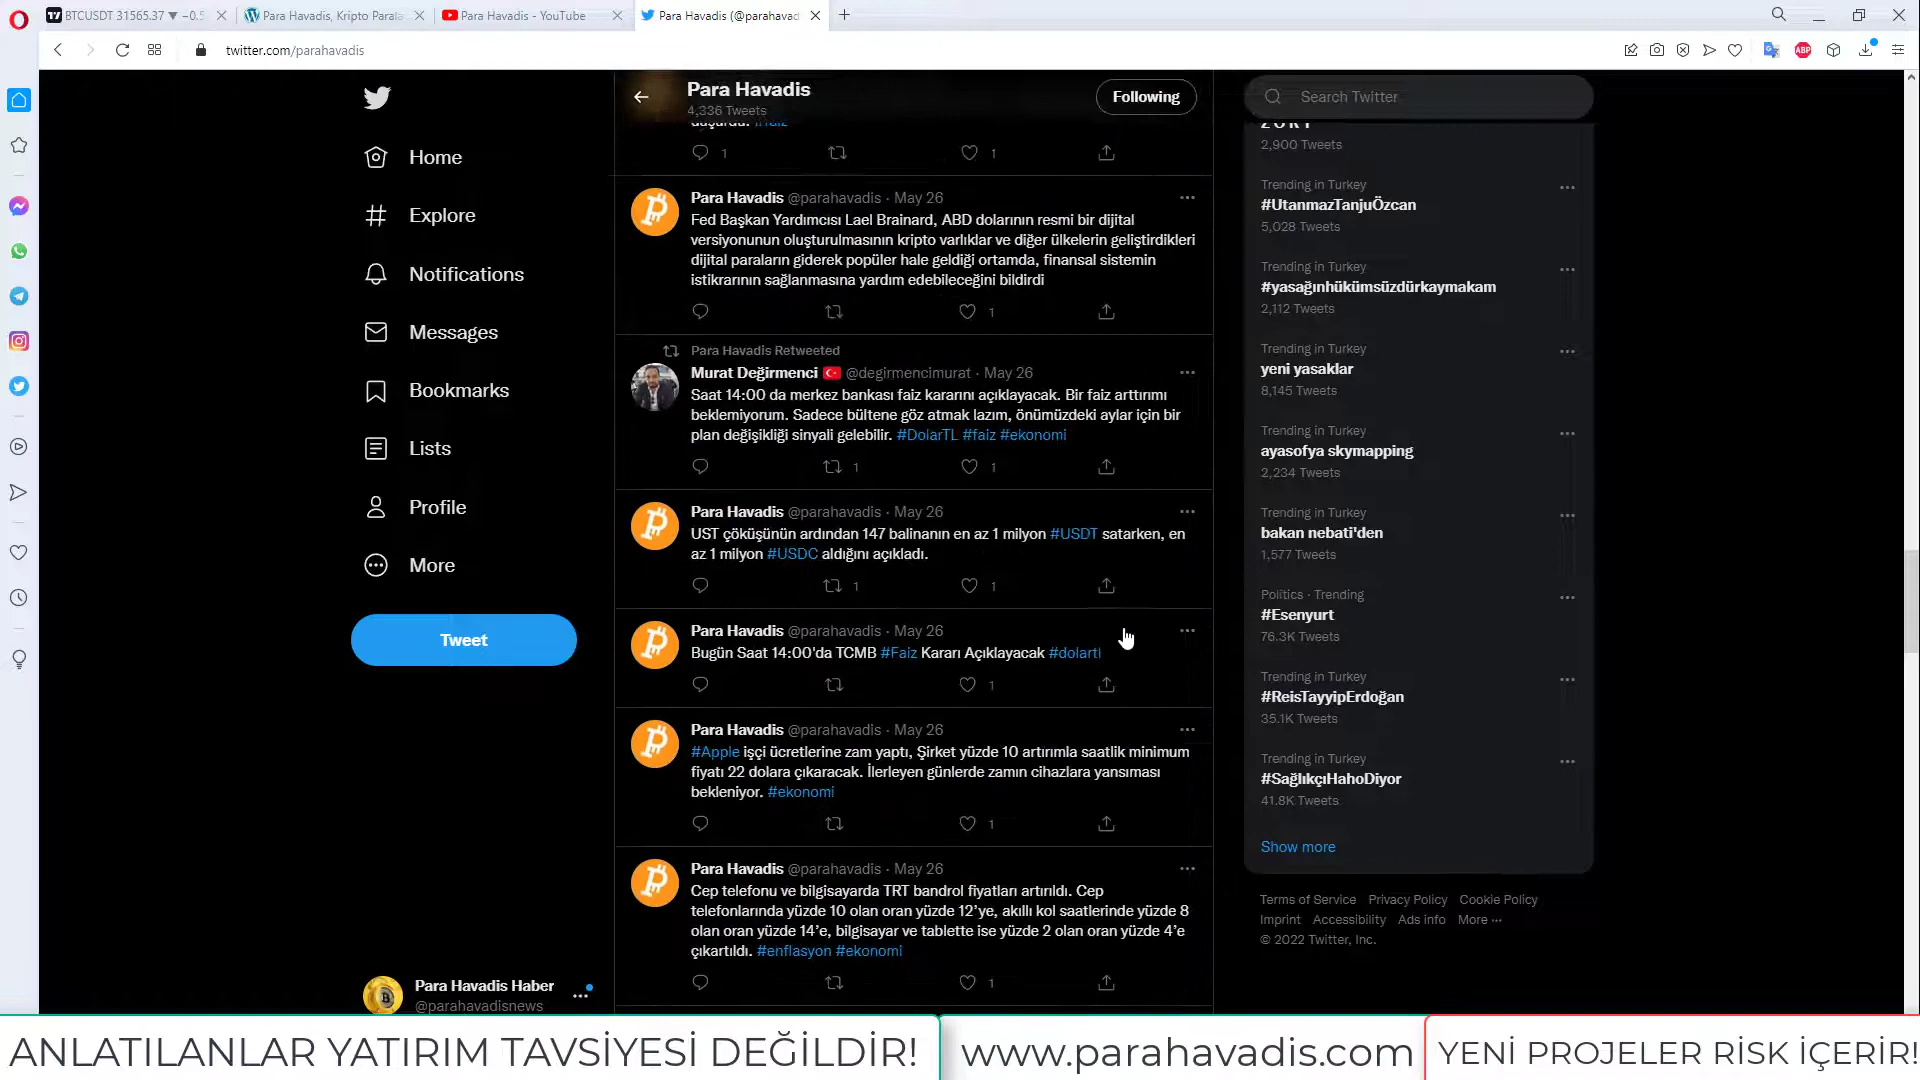 BTCUSDT 31565.37 ▼ −0.5
Para Havadis, Kripto Parala
Para Havadis - YouTube
Para Havadis (@parahavad
twitter.com/parahavadis
ABP
Home
Explore
Notifications
Messages
Bookmarks
Lists
Profile
More
Tweet
Para Havadis Haber
@parahavadisnews
Para Havadis
4,336 Tweets
Following
1 1
Para Havadis @parahavadis · May 26
Fed Başkan Yardımcısı Lael Brainard, ABD dolarının resmi bir dijital
versiyonunun oluşturulmasının kripto varlıklar ve diğer ülkelerin geliştirdikleri
dijital paraların giderek popüler hale geldiği ortamda, finansal sistemin
istikrarının sağlanmasına yardım edebileceğini bildirdi
1
Para Havadis Retweeted
Murat Değirmenci @degirmencimurat · May 26
Saat 14:00 da merkez bankası faiz kararını açıklayacak. Bir faiz arttırımı
beklemiyorum. Sadece bültene göz atmak lazım, önümüzdeki aylar için bir
plan değişikliği sinyali gelebilir. #DolarTL #faiz #ekonomi
1 1
Para Havadis @parahavadis · May 26
UST çöküşünün ardından 147 balinanın en az 1 milyon #USDT satarken, en
az 1 milyon #USDC aldığını açıkladı.
1 1
Para Havadis @parahavadis · May 26
Bugün Saat 14:00'da TCMB #Faiz Kararı Açıklayacak #dolartl
1
Para Havadis @parahavadis · May 26
#Apple işçi ücretlerine zam yaptı, Şirket yüzde 10 artırımla saatlik minimum
fiyatı 22 dolara çıkaracak. İlerleyen günlerde zamın cihazlara yansıması
bekleniyor. #ekonomi
1
Para Havadis @parahavadis · May 26
Cep telefonu ve bilgisayarda TRT bandrol fiyatları artırıldı. Cep
telefonlarında yüzde 10 olan oran yüzde 12'ye, akıllı kol saatlerinde yüzde 8
olan oran yüzde 14'e, bilgisayar ve tablette ise yüzde 2 olan oran yüzde 4'e
çıkartıldı. #enflasyon #ekonomi
1
Search Twitter
2,900 Tweets
Trending in Turkey
#UtanmazTanjuÖzcan
5,028 Tweets
Trending in Turkey
#yasağınhükümsüzdürkaymakam
2,112 Tweets
Trending in Turkey
yeni yasaklar
8,145 Tweets
Trending in Turkey
ayasofya skymapping
2,234 Tweets
Trending in Turkey
bakan nebati'den
1,577 Tweets
Politics · Trending
#Esenyurt
76.3K Tweets
Trending in Turkey
#ReisTayyipErdoğan
35.1K Tweets
Trending in Turkey
#SağlıkçıHahoDiyor
41.8K Tweets
Show more
Terms of Service Privacy Policy Cookie Policy
Imprint Accessibility Ads info More ···
© 2022 Twitter, Inc.
ANLATILANLAR YATIRIM TAVSİYESİ DEĞİLDİR!
www.parahavadis.com
YENİ PROJELER RİSK İÇERİR!